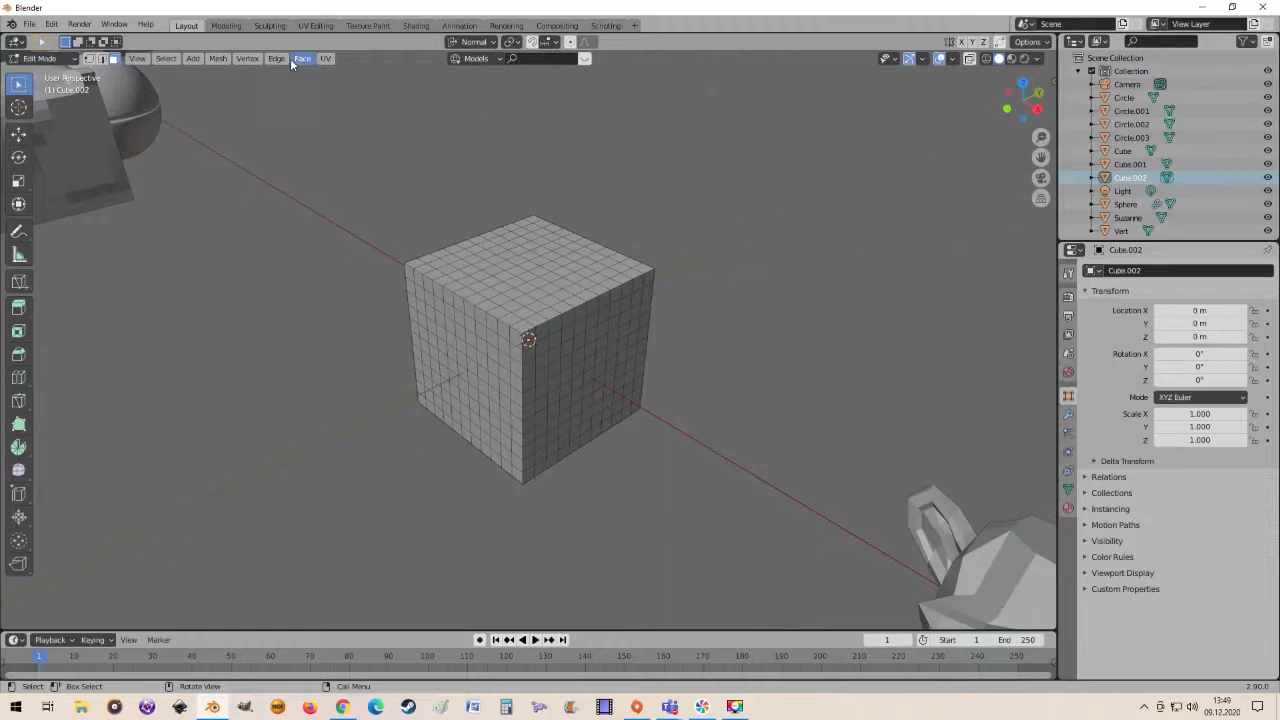 Blender
File Edit Render Window Help Layout Modeling Sculpting UV Editing Texture Paint Shading Animation Rendering Compositing Scripting + Scene View Layer
Normal X Y Z Options
Edit Mode View Select Add Mesh Vertex Edge Face UV Models
User Perspective
(1) Cube.002
Z
Y
X
Scene Collection
Collection
Camera
Circle
Circle.001
Circle.002
Circle.003
Cube
Cube.001
Cube.002
Light
Sphere
Suzanne
Vert
Cube.002
Cube.002
Transform
Location X 0 m
Y 0 m
Z 0 m
Rotation X 0°
Y 0°
Z 0°
Mode XYZ Euler
Scale X 1.000
Y 1.000
Z 1.000
Delta Transform
Relations
Collections
Instancing
Motion Paths
Visibility
Color Rules
Viewport Display
Custom Properties
Playback Keying View Marker 1 Start 1 End 250
1 10 20 30 40 50 60 70 80 90 100 110 120 130 140 150 160 170 180 190 200 210 220 230 240 250
Select Box Select Rotate View Call Menu 2.90.0
13:49
09.12.2020